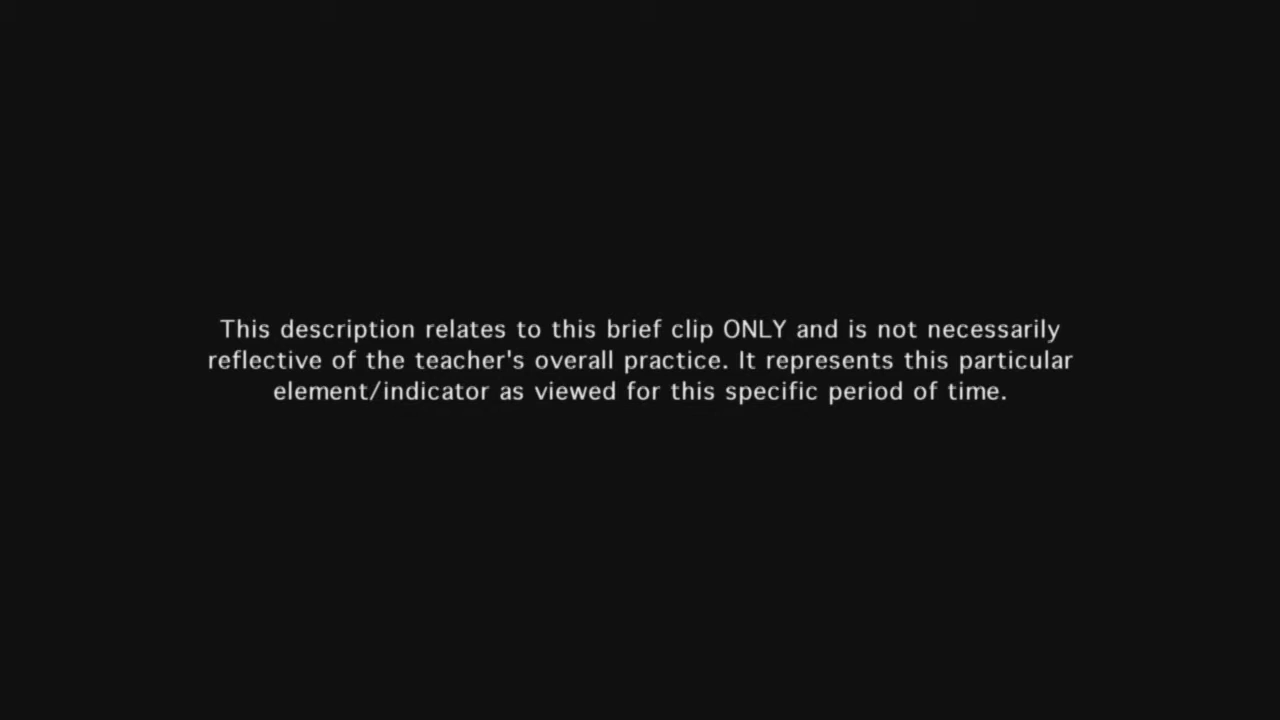 This description relates to this brief clip ONLY and is not necessarily
reflective of the teacher's overall practice. It represents this particular
element/indicator as viewed for this specific period of time.